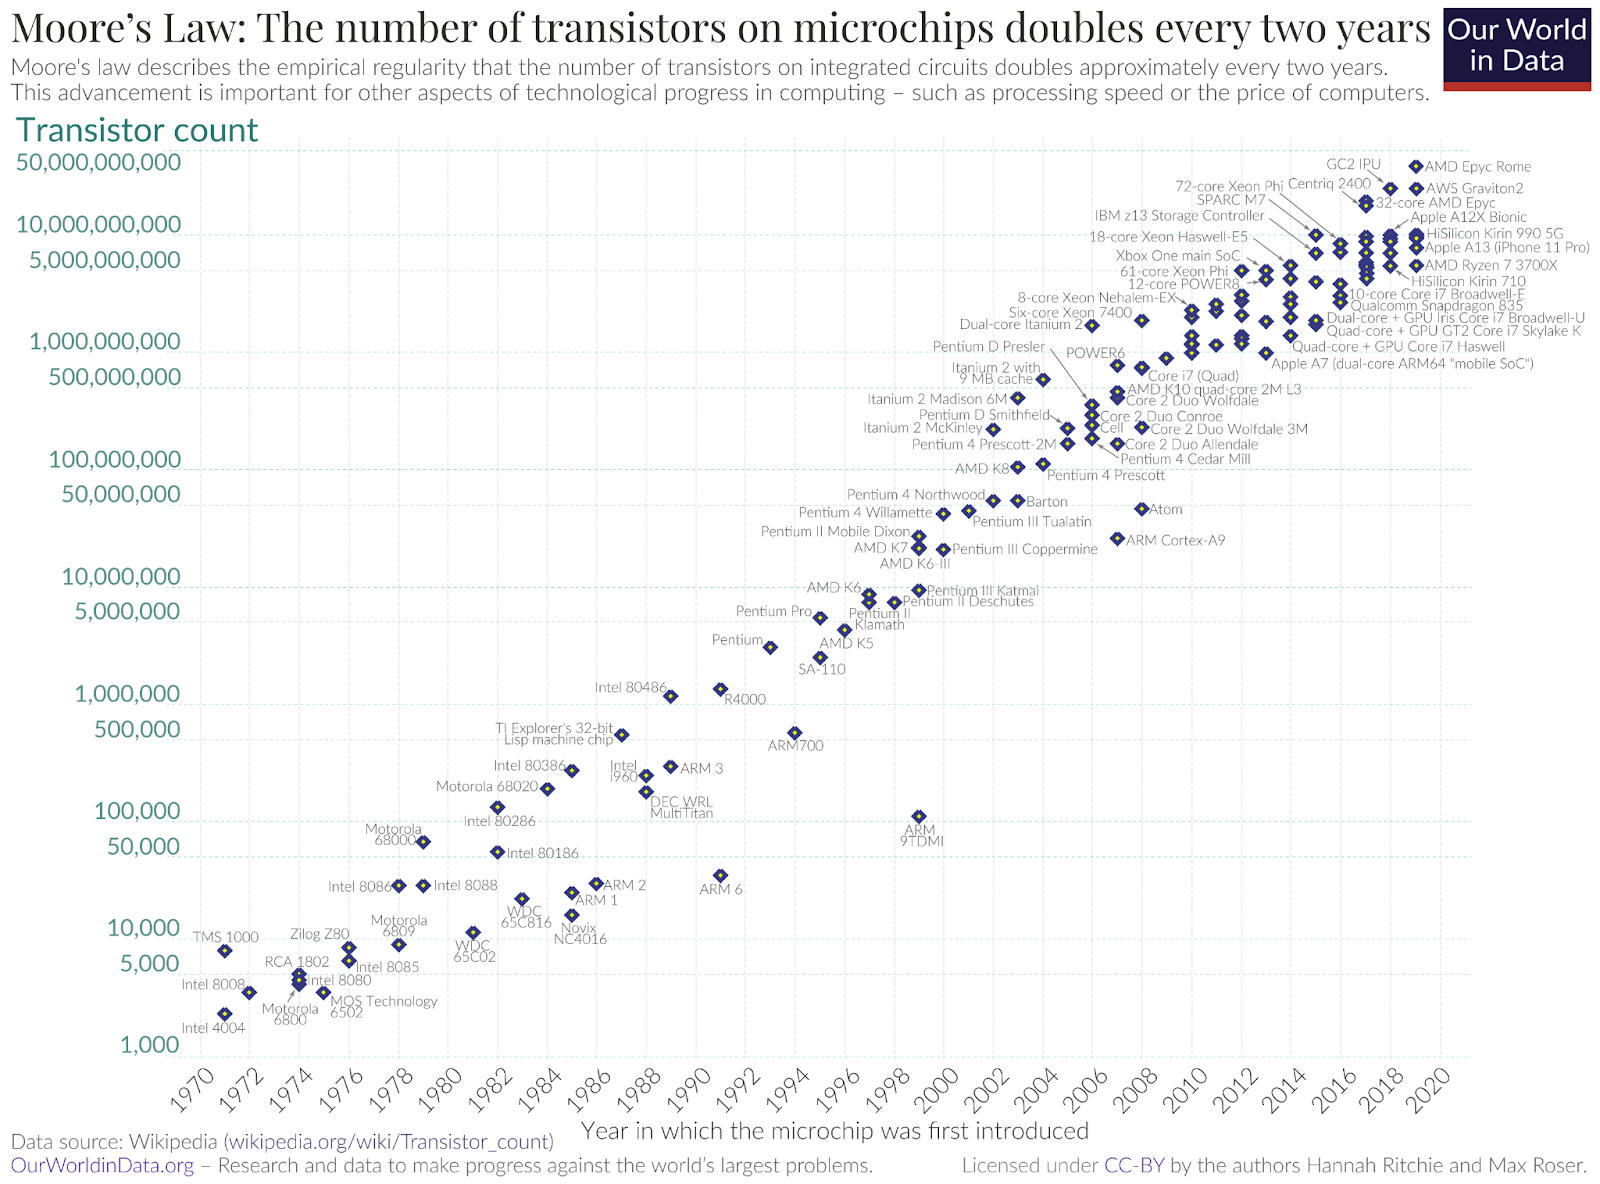 Moore's Law: The number of transistors on microchips doubles every two years
Our World
in Data
Moore's law describes the empirical regularity that the number of transistors on integrated circuits doubles approximately every two years.
This advancement is important for other aspects of technological progress in computing – such as processing speed or the price of computers.
Transistor count
50,000,000,000
10,000,000,000
5,000,000,000
1,000,000,000
500,000,000
100,000,000
50,000,000
10,000,000
5,000,000
1,000,000
500,000
100,000
50,000
10,000
5,000
1,000
GC2 IPU
AMD Epyc Rome
72-core Xeon Phi
Centriq 2400
AWS Graviton2
SPARC M7
32-core AMD Epyc
IBM z13 Storage Controller
Apple A12X Bionic
18-core Xeon Haswell-E5
HiSilicon Kirin 990 5G
Xbox One main SoC
Apple A13 (iPhone 11 Pro)
61-core Xeon Phi
AMD Ryzen 7 3700X
12-core POWER8
HiSilicon Kirin 710
8-core Xeon Nehalem-EX
10-core Core i7 Broadwell-E
Six-core Xeon 7400
Qualcomm Snapdragon 835
Dual-core Itanium 2
Dual-core + GPU Iris Core i7 Broadwell-U
Quad-core + GPU GT2 Core i7 Skylake K
Pentium D Presler
POWER6
Quad-core + GPU Core i7 Haswell
Itanium 2 with
9 MB cache
Apple A7 (dual-core ARM64 "mobile SoC")
Core i7 (Quad)
AMD K10 quad-core 2M L3
Itanium 2 Madison 6M
Core 2 Duo Wolfdale
Pentium D Smithfield
Core 2 Duo Conroe
Itanium 2 McKinley
Cell
Core 2 Duo Wolfdale 3M
Pentium 4 Prescott-2M
Core 2 Duo Allendale
Pentium 4 Cedar Mill
AMD K8
Pentium 4 Prescott
Pentium 4 Northwood
Barton
Atom
Pentium 4 Willamette
Pentium III Tualatin
Pentium II Mobile Dixon
ARM Cortex-A9
AMD K7
Pentium III Coppermine
AMD K6-III
AMD K6
Pentium III Katmai
Pentium II Deschutes
Pentium Pro
Pentium II
Klamath
Pentium
AMD K5
SA-110
Intel 80486
R4000
TI Explorer's 32-bit
Lisp machine chip
ARM700
Intel 80386
Intel
i960
ARM 3
Motorola 68020
DEC WRL
MultiTitan
Intel 80286
Motorola
68000
ARM
9TDMI
Intel 80186
Intel 8086
Intel 8088
ARM 2
ARM 6
ARM 1
WDC
65C816
Novix
NC4016
Motorola
6809
TMS 1000
Zilog Z80
WDC
65C02
RCA 1802
Intel 8085
Intel 8008
Intel 8080
Motorola
6800
MOS Technology
6502
Intel 4004
1970
1972
1974
1976
1978
1980
1982
1984
1986
1988
1990
1992
1994
1996
1998
2000
2002
2004
2006
2008
2010
2012
2014
2016
2018
2020
Year in which the microchip was first introduced
Data source: Wikipedia (wikipedia.org/wiki/Transistor_count)
OurWorldinData.org – Research and data to make progress against the world's largest problems.
Licensed under CC-BY by the authors Hannah Ritchie and Max Roser.